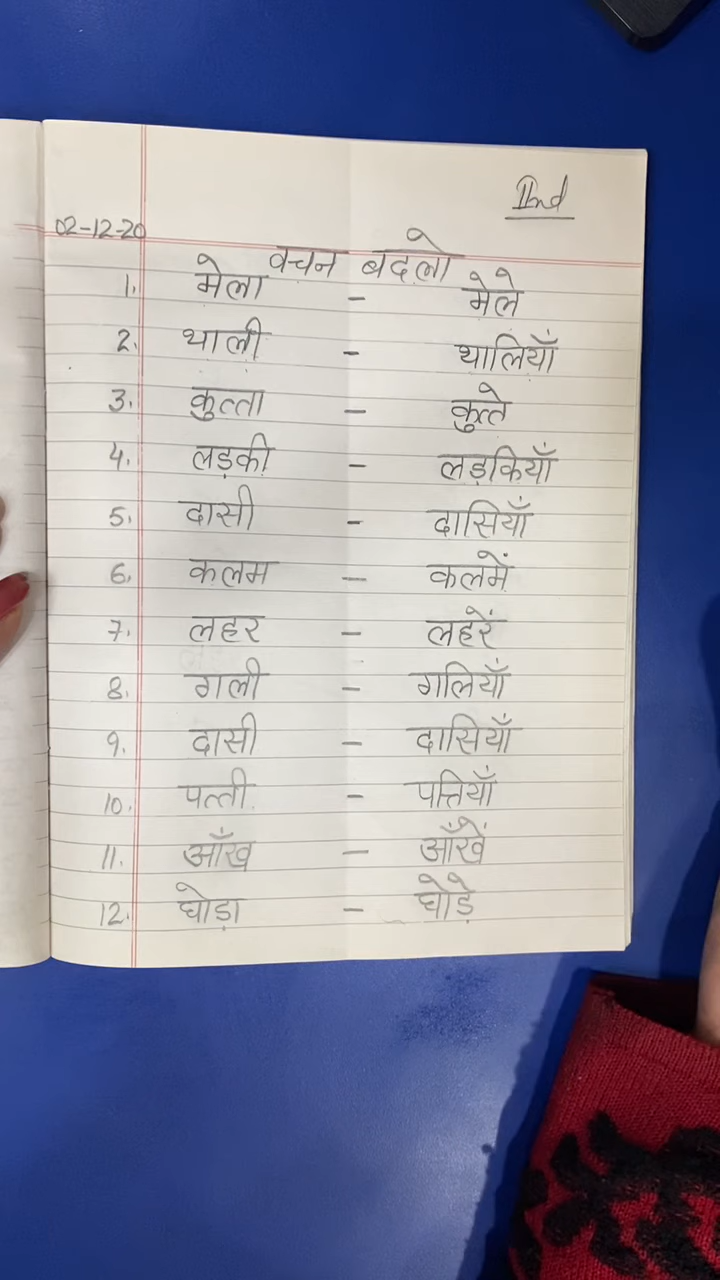 IInd
02-12-20
वचन बदलो
1. मेला - मेले
2. थाली - थालियाँ
3. कुत्ता - कुत्ते
4. लड़की - लड़कियाँ
5. दासी - दासियाँ
6. कलम - कलमें
7. लहर - लहरें
8. गली - गलियाँ
9. दासी - दासियाँ
10. पत्ती - पत्तियाँ
11. आँख - आँखें
12. घोड़ा - घोड़े